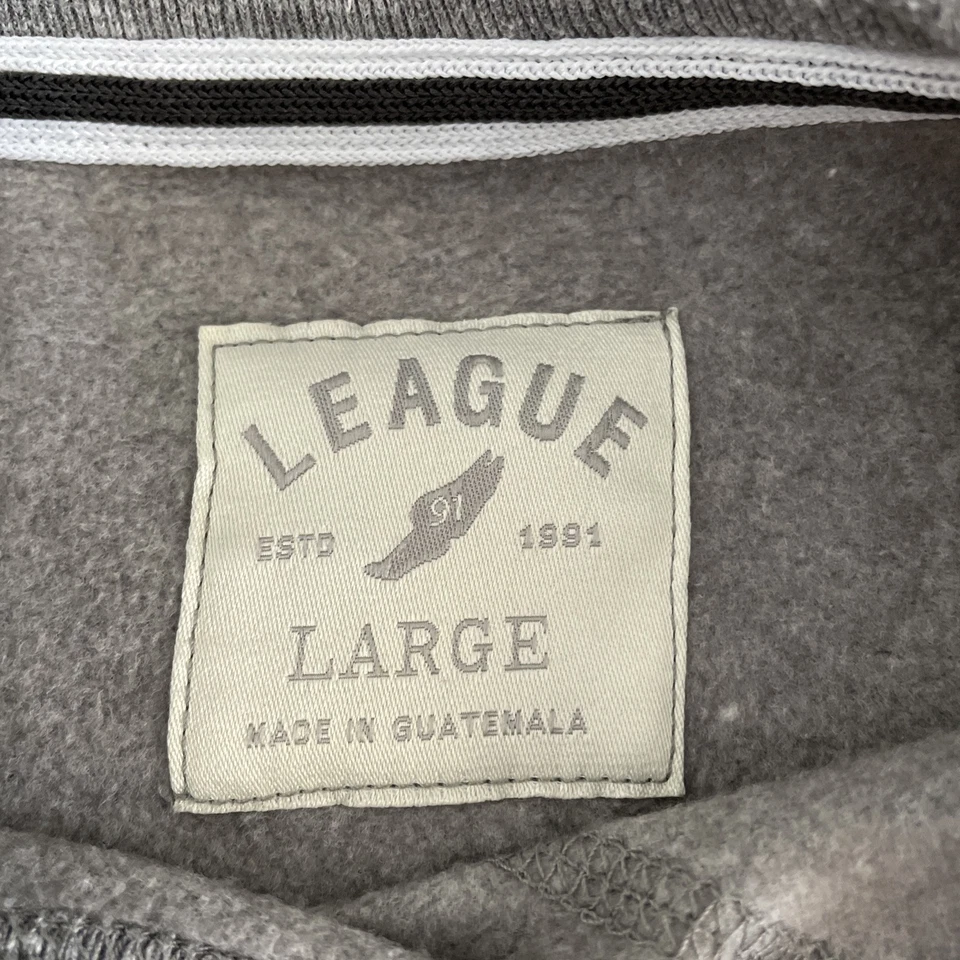 LEAGUE
91
ESTD 1991
LARGE
MADE IN GUATEMALA